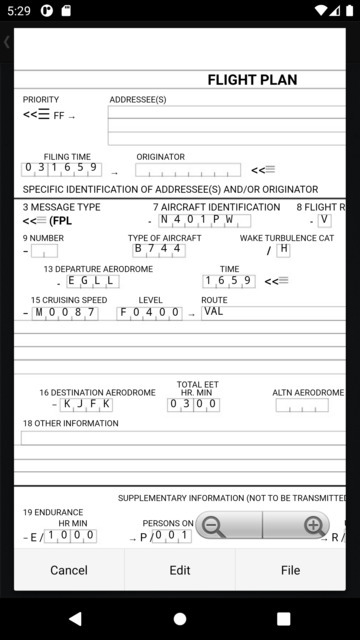 5:29
FLIGHT PLAN
PRIORITY ADDRESSEE(S)
<<≡ FF →
FILING TIME ORIGINATOR
031659 → <<≡
SPECIFIC IDENTIFICATION OF ADDRESSEE(S) AND/OR ORIGINATOR
3 MESSAGE TYPE 7 AIRCRAFT IDENTIFICATION 8 FLIGHT R
<<≡ (FPL - N401PW - V
9 NUMBER TYPE OF AIRCRAFT WAKE TURBULENCE CAT
- B744 / H
13 DEPARTURE AERODROME TIME
- EGLL 1659 <<≡
15 CRUISING SPEED LEVEL ROUTE
- M0087 F0400 → VAL
TOTAL EET
16 DESTINATION AERODROME HR. MIN ALTN AERODROME
- KJFK 0300
18 OTHER INFORMATION
SUPPLEMENTARY INFORMATION (NOT TO BE TRANSMITTED
19 ENDURANCE
HR MIN PERSONS ON
- E / 1000 → P / 001 → R /
Cancel Edit File